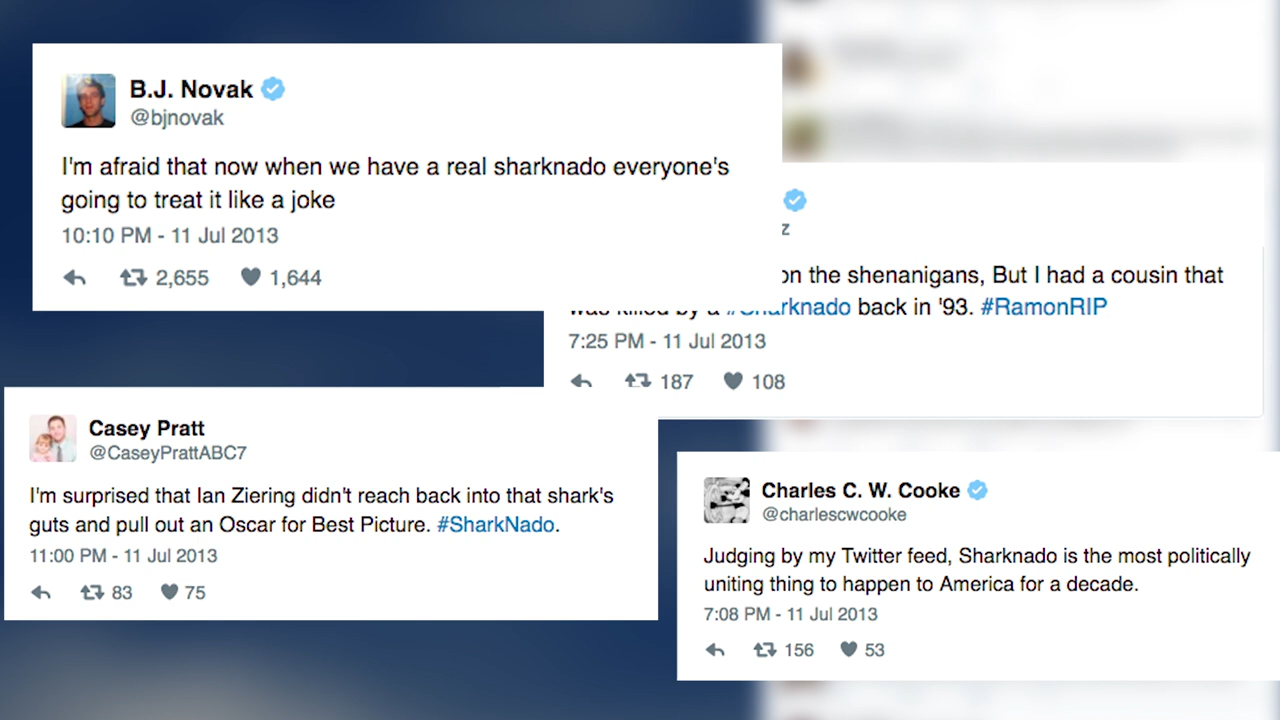 B.J. Novak
@bjnovak
I'm afraid that now when we have a real sharknado everyone's
going to treat it like a joke
10:10 PM - 11 Jul 2013
2,655 1,644
z
on the shenanigans, But I had a cousin that
was killed by a #Sharknado back in '93. #RamonRIP
7:25 PM - 11 Jul 2013
187 108
Casey Pratt
@CaseyPrattABC7
I'm surprised that Ian Ziering didn't reach back into that shark's
guts and pull out an Oscar for Best Picture. #SharkNado.
11:00 PM - 11 Jul 2013
83 75
Charles C. W. Cooke
@charlescwcooke
Judging by my Twitter feed, Sharknado is the most politically
uniting thing to happen to America for a decade.
7:08 PM - 11 Jul 2013
156 53